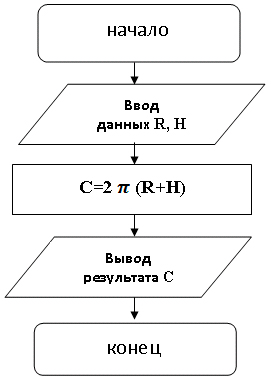 начало
Ввод
данных R, H
C=2 π (R+H)
Вывод
результата C
конец